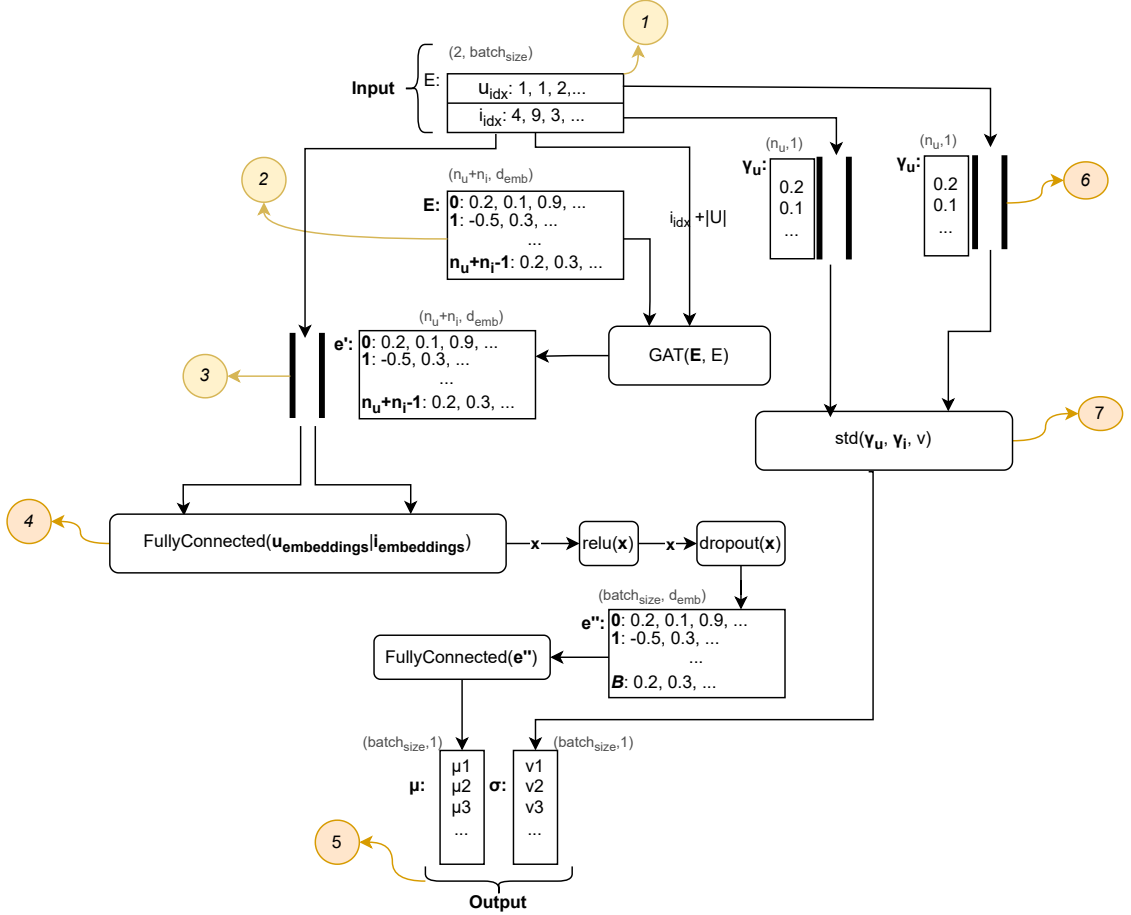 1
(2, batch_size)
E:
Input
u_idx: 1, 1, 2,...
i_idx: 4, 9, 3, ...
(n_u,1)
γ_u:
0.2
0.1
...
(n_u,1)
γ_u:
0.2
0.1
...
6
2
(n_u+n_i, d_emb)
E:
0: 0.2, 0.1, 0.9, ...
1: -0.5, 0.3, ...
...
n_u+n_i-1: 0.2, 0.3, ...
i_idx +|U|
(n_u+n_i, d_emb)
e':
0: 0.2, 0.1, 0.9, ...
1: -0.5, 0.3, ...
...
n_u+n_i-1: 0.2, 0.3, ...
GAT(E, E)
3
7
std(γ_u, γ_i, v)
4
FullyConnected(u_embeddings|i_embeddings)
x
relu(x)
x
dropout(x)
(batch_size, d_emb)
e'':
0: 0.2, 0.1, 0.9, ...
1: -0.5, 0.3, ...
...
B: 0.2, 0.3, ...
FullyConnected(e'')
(batch_size,1)
μ:
μ1
μ2
μ3
...
(batch_size,1)
σ:
v1
v2
v3
...
5
Output